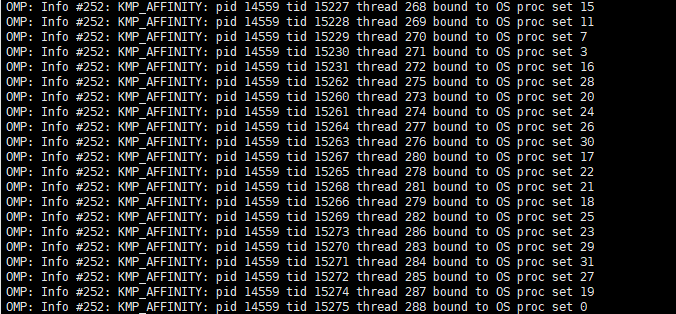 OMP: Info #252: KMP_AFFINITY: pid 14559 tid 15227 thread 268 bound to OS proc set 15
OMP: Info #252: KMP_AFFINITY: pid 14559 tid 15228 thread 269 bound to OS proc set 11
OMP: Info #252: KMP_AFFINITY: pid 14559 tid 15229 thread 270 bound to OS proc set 7
OMP: Info #252: KMP_AFFINITY: pid 14559 tid 15230 thread 271 bound to OS proc set 3
OMP: Info #252: KMP_AFFINITY: pid 14559 tid 15231 thread 272 bound to OS proc set 16
OMP: Info #252: KMP_AFFINITY: pid 14559 tid 15262 thread 275 bound to OS proc set 28
OMP: Info #252: KMP_AFFINITY: pid 14559 tid 15260 thread 273 bound to OS proc set 20
OMP: Info #252: KMP_AFFINITY: pid 14559 tid 15261 thread 274 bound to OS proc set 24
OMP: Info #252: KMP_AFFINITY: pid 14559 tid 15264 thread 277 bound to OS proc set 26
OMP: Info #252: KMP_AFFINITY: pid 14559 tid 15263 thread 276 bound to OS proc set 30
OMP: Info #252: KMP_AFFINITY: pid 14559 tid 15267 thread 280 bound to OS proc set 17
OMP: Info #252: KMP_AFFINITY: pid 14559 tid 15265 thread 278 bound to OS proc set 22
OMP: Info #252: KMP_AFFINITY: pid 14559 tid 15268 thread 281 bound to OS proc set 21
OMP: Info #252: KMP_AFFINITY: pid 14559 tid 15266 thread 279 bound to OS proc set 18
OMP: Info #252: KMP_AFFINITY: pid 14559 tid 15269 thread 282 bound to OS proc set 25
OMP: Info #252: KMP_AFFINITY: pid 14559 tid 15273 thread 286 bound to OS proc set 23
OMP: Info #252: KMP_AFFINITY: pid 14559 tid 15270 thread 283 bound to OS proc set 29
OMP: Info #252: KMP_AFFINITY: pid 14559 tid 15271 thread 284 bound to OS proc set 31
OMP: Info #252: KMP_AFFINITY: pid 14559 tid 15272 thread 285 bound to OS proc set 27
OMP: Info #252: KMP_AFFINITY: pid 14559 tid 15274 thread 287 bound to OS proc set 19
OMP: Info #252: KMP_AFFINITY: pid 14559 tid 15275 thread 288 bound to OS proc set 0